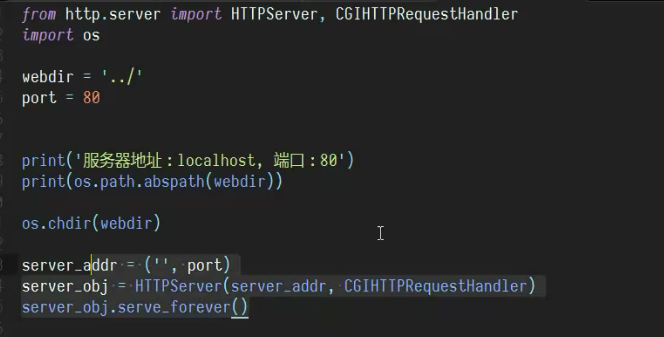 from http.server import HTTPServer, CGIHTTPRequestHandler
import os
webdir = '../'
port = 80
print('服务器地址：localhost, 端口：80')
print(os.path.abspath(webdir))
os.chdir(webdir)
server_addr = ('', port)
server_obj = HTTPServer(server_addr, CGIHTTPRequestHandler)
server_obj.serve_forever()